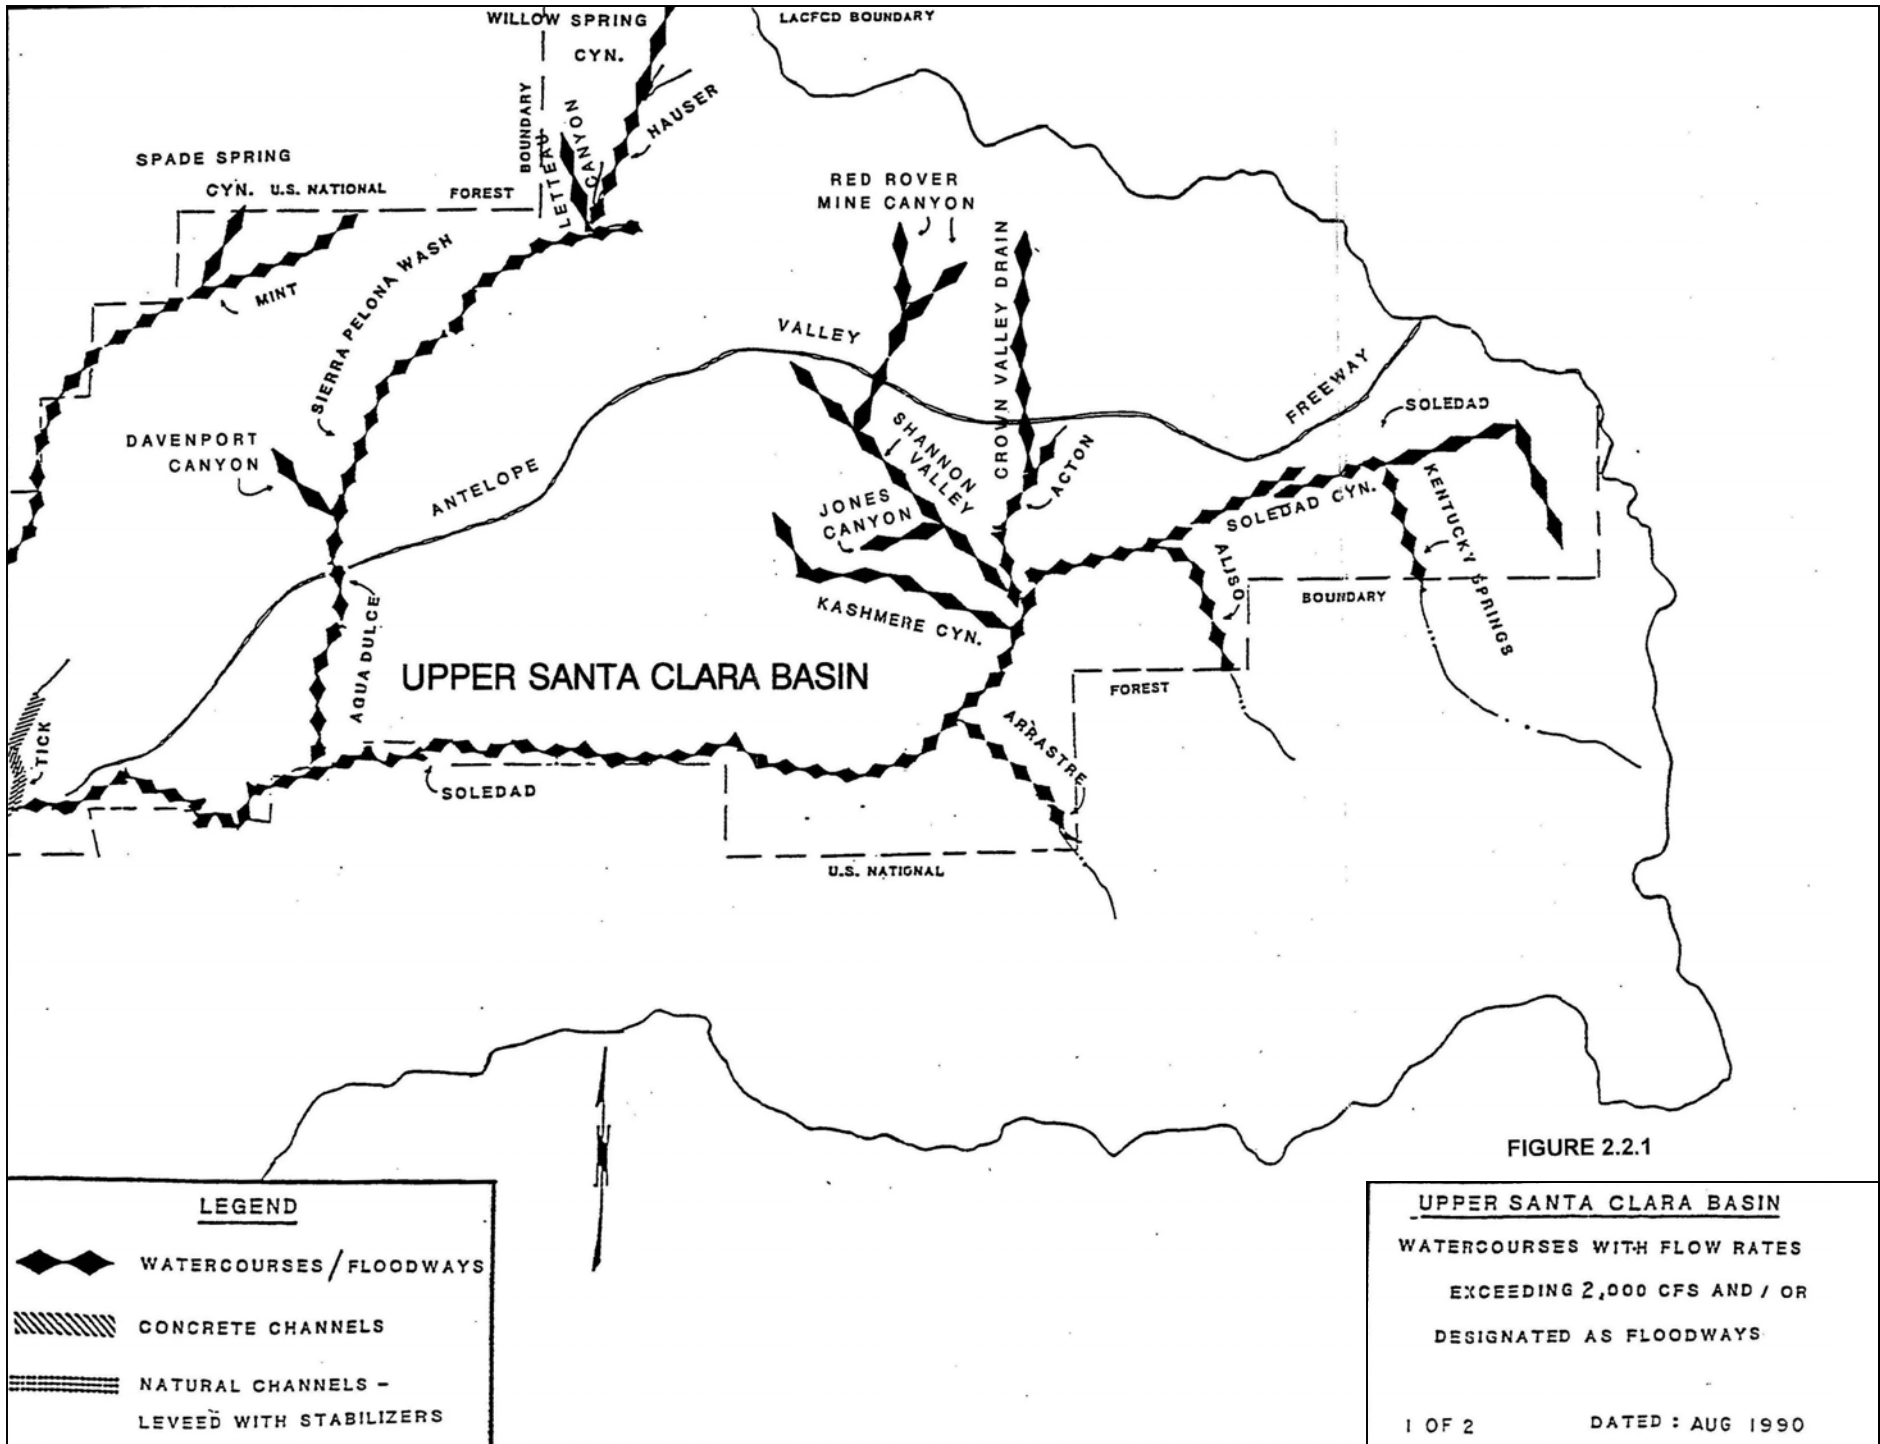 WILLOW SPRING
CYN.
LACFCD BOUNDARY
BOUNDARY
LETTEAU
CANYON
HAUSER
SPADE SPRING
CYN.
U.S. NATIONAL
FOREST
RED ROVER
MINE CANYON
MINT
SIERRA PELONA WASH
CROWN VALLEY DRAIN
VALLEY
FREEWAY
SOLEDAD
DAVENPORT
CANYON
ANTELOPE
SHANNON
VALLEY
ACTON
JONES
CANYON
SOLEDAD CYN.
KENTUCKY SPRINGS
ALISO
BOUNDARY
KASHMERE CYN.
AQUA DULCE
UPPER SANTA CLARA BASIN
FOREST
ARRASTRE
TICK
SOLEDAD
U.S. NATIONAL
N
FIGURE 2.2.1
LEGEND
WATERCOURSES/FLOODWAYS
CONCRETE CHANNELS
NATURAL CHANNELS -
LEVEED WITH STABILIZERS
UPPER SANTA CLARA BASIN
WATERCOURSES WITH FLOW RATES
EXCEEDING 2,000 CFS AND / OR
DESIGNATED AS FLOODWAYS
1 OF 2
DATED : AUG 1990